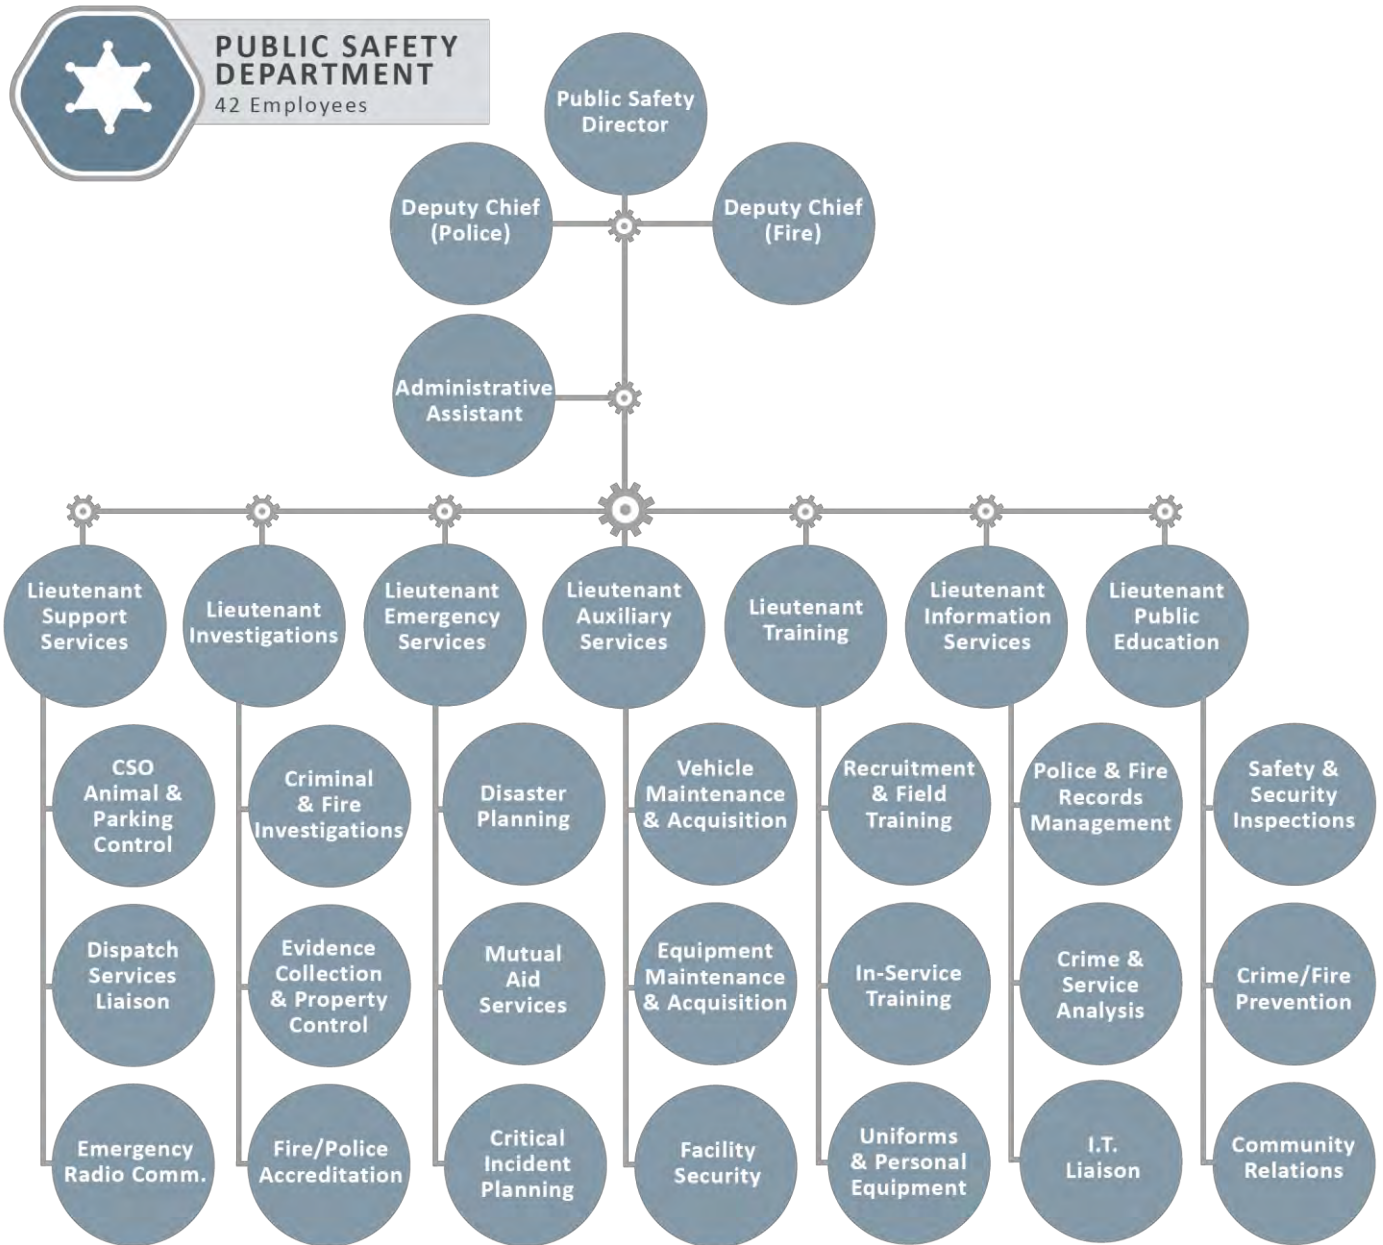 PUBLIC SAFETY
DEPARTMENT
42 Employees
Public Safety
Director
Deputy Chief
(Police)
Deputy Chief
(Fire)
Administrative
Assistant
Lieutenant
Support
Services
Lieutenant
Investigations
Lieutenant
Emergency
Services
Lieutenant
Auxiliary
Services
Lieutenant
Training
Lieutenant
Information
Services
Lieutenant
Public
Education
CSO
Animal &
Parking
Control
Criminal
& Fire
Investigations
Disaster
Planning
Vehicle
Maintenance
& Acquisition
Recruitment
& Field
Training
Police & Fire
Records
Management
Safety &
Security
Inspections
Dispatch
Services
Liaison
Evidence
Collection
& Property
Control
Mutual
Aid
Services
Equipment
Maintenance
& Acquisition
In-Service
Training
Crime &
Service
Analysis
Crime/Fire
Prevention
Emergency
Radio Comm.
Fire/Police
Accreditation
Critical
Incident
Planning
Facility
Security
Uniforms
& Personal
Equipment
I.T.
Liaison
Community
Relations